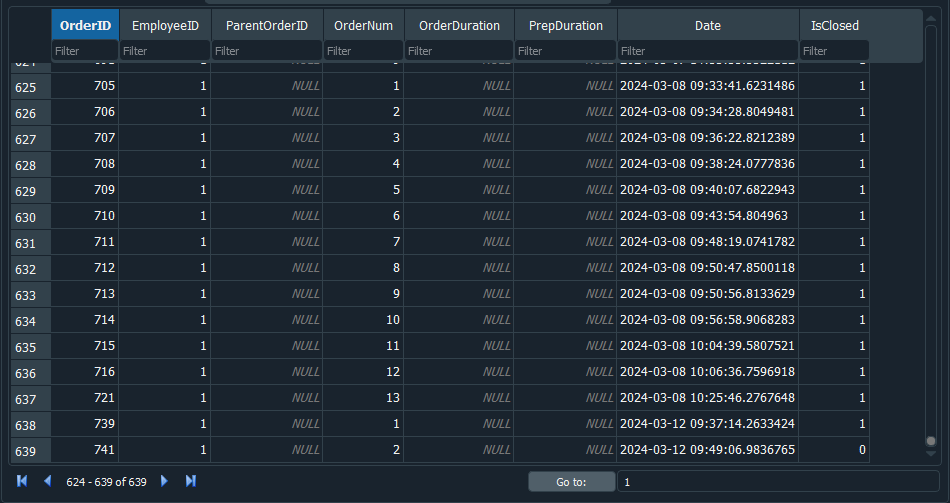 OrderID EmployeeID ParentOrderID OrderNum OrderDuration PrepDuration Date IsClosed
Filter Filter Filter Filter Filter Filter Filter Filter
625 705 1 NULL 1 NULL NULL 2024-03-08 09:33:41.6231486 1
626 706 1 NULL 2 NULL NULL 2024-03-08 09:34:28.8049481 1
627 707 1 NULL 3 NULL NULL 2024-03-08 09:36:22.8212389 1
628 708 1 NULL 4 NULL NULL 2024-03-08 09:38:24.0777836 1
629 709 1 NULL 5 NULL NULL 2024-03-08 09:40:07.6822943 1
630 710 1 NULL 6 NULL NULL 2024-03-08 09:43:54.804963 1
631 711 1 NULL 7 NULL NULL 2024-03-08 09:48:19.0741782 1
632 712 1 NULL 8 NULL NULL 2024-03-08 09:50:47.8500118 1
633 713 1 NULL 9 NULL NULL 2024-03-08 09:50:56.8133629 1
634 714 1 NULL 10 NULL NULL 2024-03-08 09:56:58.9068283 1
635 715 1 NULL 11 NULL NULL 2024-03-08 10:04:39.5807521 1
636 716 1 NULL 12 NULL NULL 2024-03-08 10:06:36.7596918 1
637 721 1 NULL 13 NULL NULL 2024-03-08 10:25:46.2767648 1
638 739 1 NULL 1 NULL NULL 2024-03-12 09:37:14.2633424 1
639 741 1 NULL 2 NULL NULL 2024-03-12 09:49:06.9836765 0
624 - 639 of 639 Go to: 1